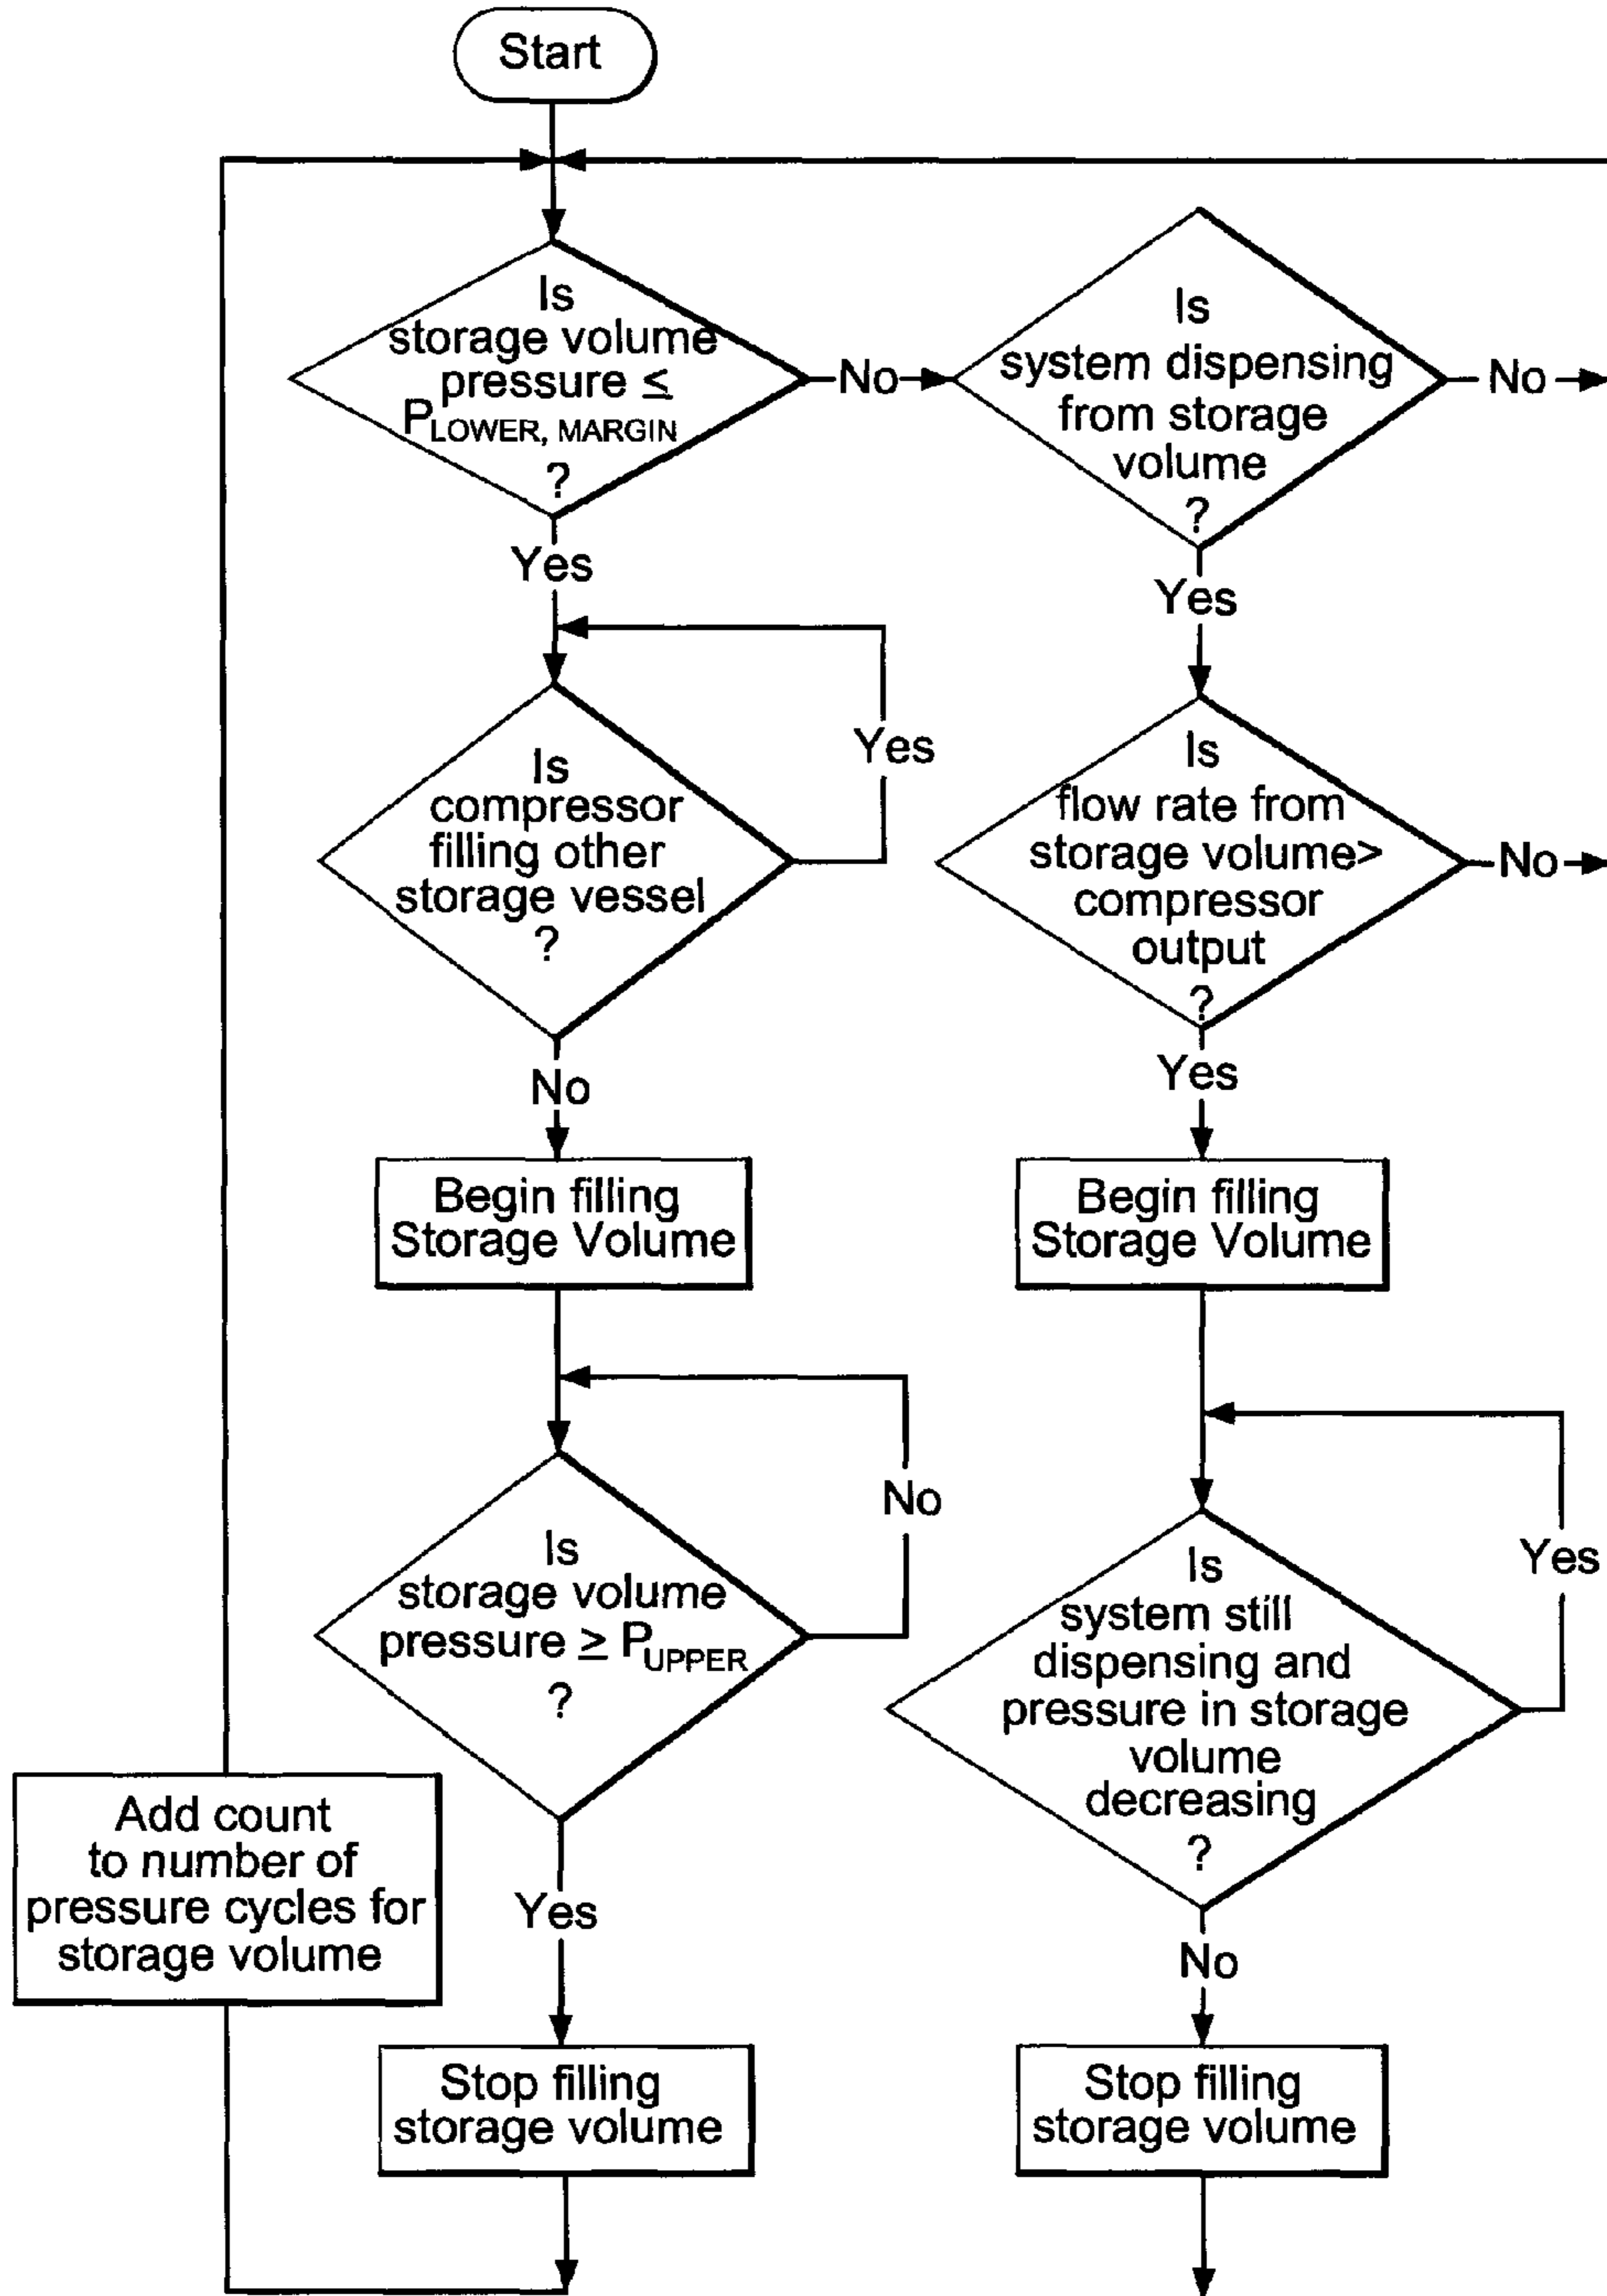 Start
Is
storage volume
pressure ≤
P_LOWER, MARGIN
?
No
Is
system dispensing
from storage
volume
?
No
Yes
Yes
Is
compressor
filling other
storage vessel
?
Yes
Is
flow rate from
storage volume>
compressor
output
?
No
No
Yes
Begin filling
Storage Volume
Begin filling
Storage Volume
Is
storage volume
pressure ≥ P_UPPER
?
No
Is
system still
dispensing and
pressure in storage
volume
decreasing
?
Yes
Add count
to number of
pressure cycles for
storage volume
Yes
No
Stop filling
storage volume
Stop filling
storage volume